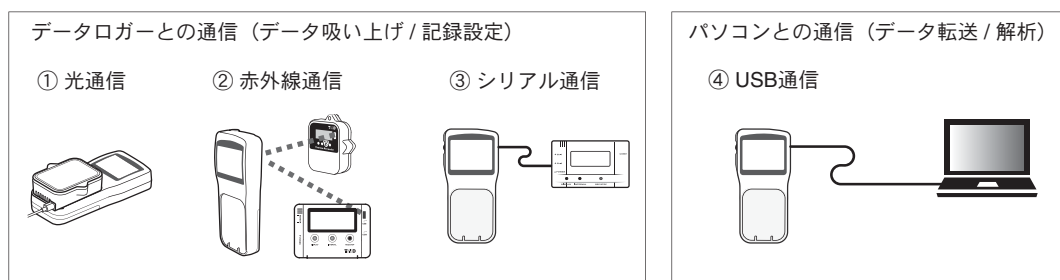 データロガーとの通信（データ吸い上げ / 記録設定）
① 光通信
② 赤外線通信
③ シリアル通信
パソコンとの通信（データ転送 / 解析）
④ USB通信